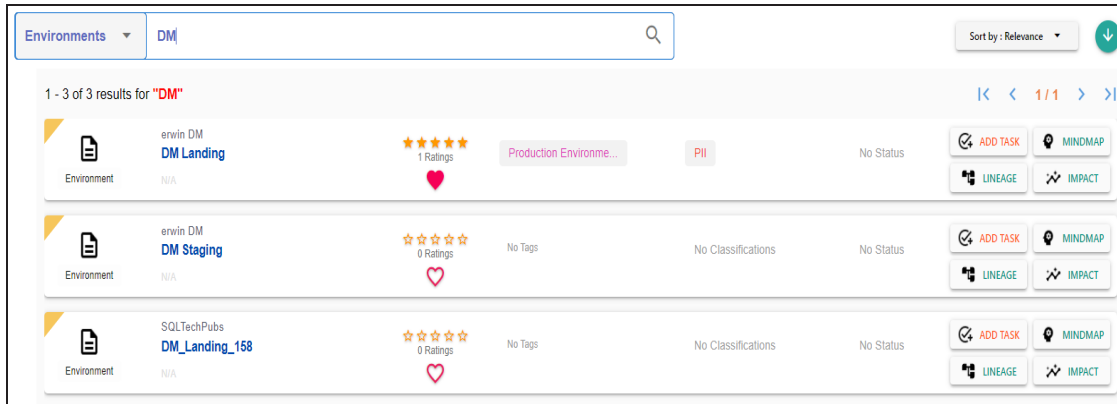 Environments DM Sort by : Relevance
1 - 3 of 3 results for "DM" 1 / 1
erwin DM
DM Landing
N/A
Environment
1 Ratings
Production Environme...
PII
No Status
ADD TASK MINDMAP
LINEAGE IMPACT
erwin DM
DM Staging
N/A
Environment
0 Ratings
No Tags
No Classifications
No Status
ADD TASK MINDMAP
LINEAGE IMPACT
SQLTechPubs
DM_Landing_158
N/A
Environment
0 Ratings
No Tags
No Classifications
No Status
ADD TASK MINDMAP
LINEAGE IMPACT